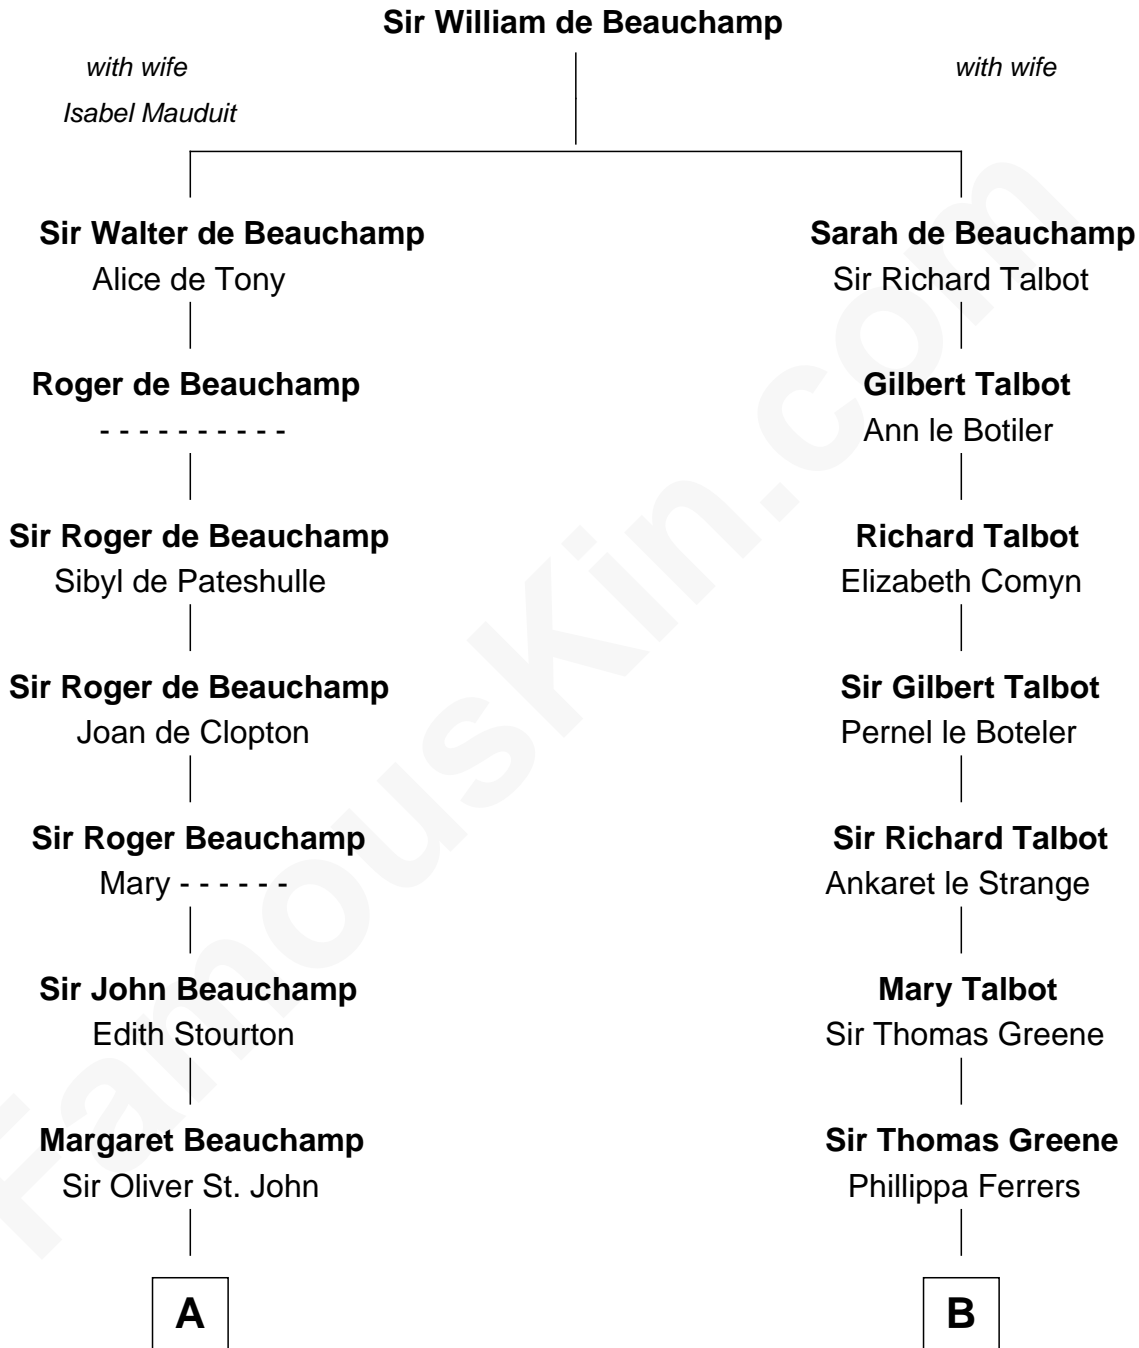 Sir William de Beauchamp
with wife
Isabel Mauduit
with wife
Sir Walter de Beauchamp
Alice de Tony
Sarah de Beauchamp
Sir Richard Talbot
Roger de Beauchamp
- - - - - - - - - -
Gilbert Talbot
Ann le Botiler
Sir Roger de Beauchamp
Sibyl de Pateshulle
Richard Talbot
Elizabeth Comyn
Sir Roger de Beauchamp
Joan de Clopton
Sir Gilbert Talbot
Pernel le Boteler
Sir Roger Beauchamp
Mary - - - - - -
Sir Richard Talbot
Ankaret le Strange
Sir John Beauchamp
Edith Stourton
Mary Talbot
Sir Thomas Greene
Margaret Beauchamp
Sir Oliver St. John
Sir Thomas Greene
Phillippa Ferrers
A
B
FamousKin.com